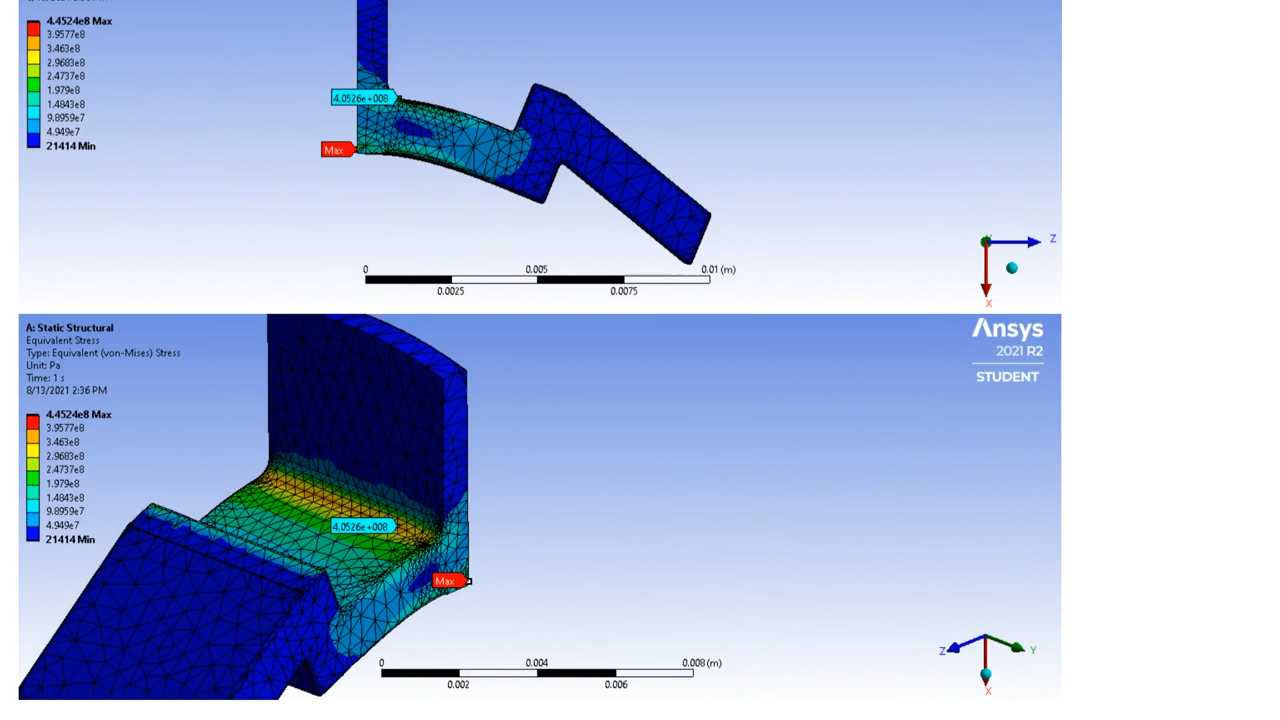 4.4524e8 Max
3.9577e8
3.463e8
2.9683e8
2.4737e8
1.979e8
1.4843e8
9.8959e7
4.949e7
21414 Min
4.0526e+008
Max
0
0.005
0.01 (m)
0.0025
0.0075
Y
Z
X
A: Static Structural
Equivalent Stress
Type: Equivalent (von-Mises) Stress
Unit: Pa
Time: 1 s
8/13/2021 2:36 PM
Ansys
2021 R2
STUDENT
4.4524e8 Max
3.9577e8
3.463e8
2.9683e8
2.4737e8
1.979e8
1.4843e8
9.8959e7
4.949e7
21414 Min
4.0526e+008
Max
0
0.004
0.008 (m)
0.002
0.006
Z
Y
X